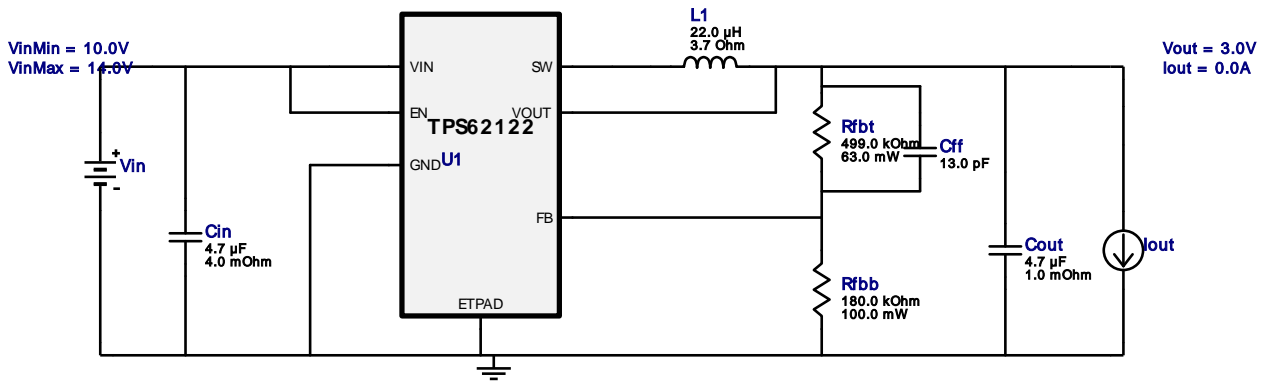 VinMin = 10.0V
VinMax = 14.0V
Vin
+
-
Cin
4.7 µF
4.0 mOhm
VIN
EN
GND
TPS62122
U1
SW
VOUT
FB
ETPAD
L1
22.0 µH
3.7 Ohm
Rfbt
499.0 kOhm
63.0 mW
Cff
13.0 pF
Rfbb
180.0 kOhm
100.0 mW
Cout
4.7 µF
1.0 mOhm
Iout
Vout = 3.0V
Iout = 0.0A